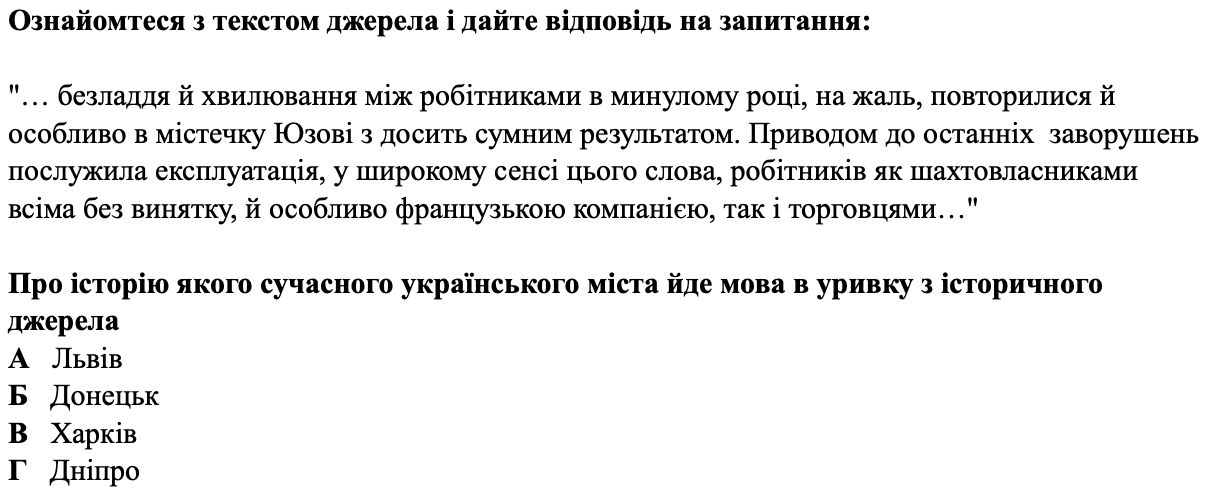 Ознайомтеся з текстом джерела і дайте відповідь на запитання:
"… безладдя й хвилювання між робітниками в минулому році, на жаль, повторилися й
особливо в містечку Юзові з досить сумним результатом. Приводом до останніх  заворушень
послужила експлуатація, у широкому сенсі цього слова, робітників як шахтовласниками
всіма без винятку, й особливо французькою компанією, так і торговцями…"
Про історію якого сучасного українського міста йде мова в уривку з історичного
джерела
А Львів
Б Донецьк
В Харків
Г Дніпро